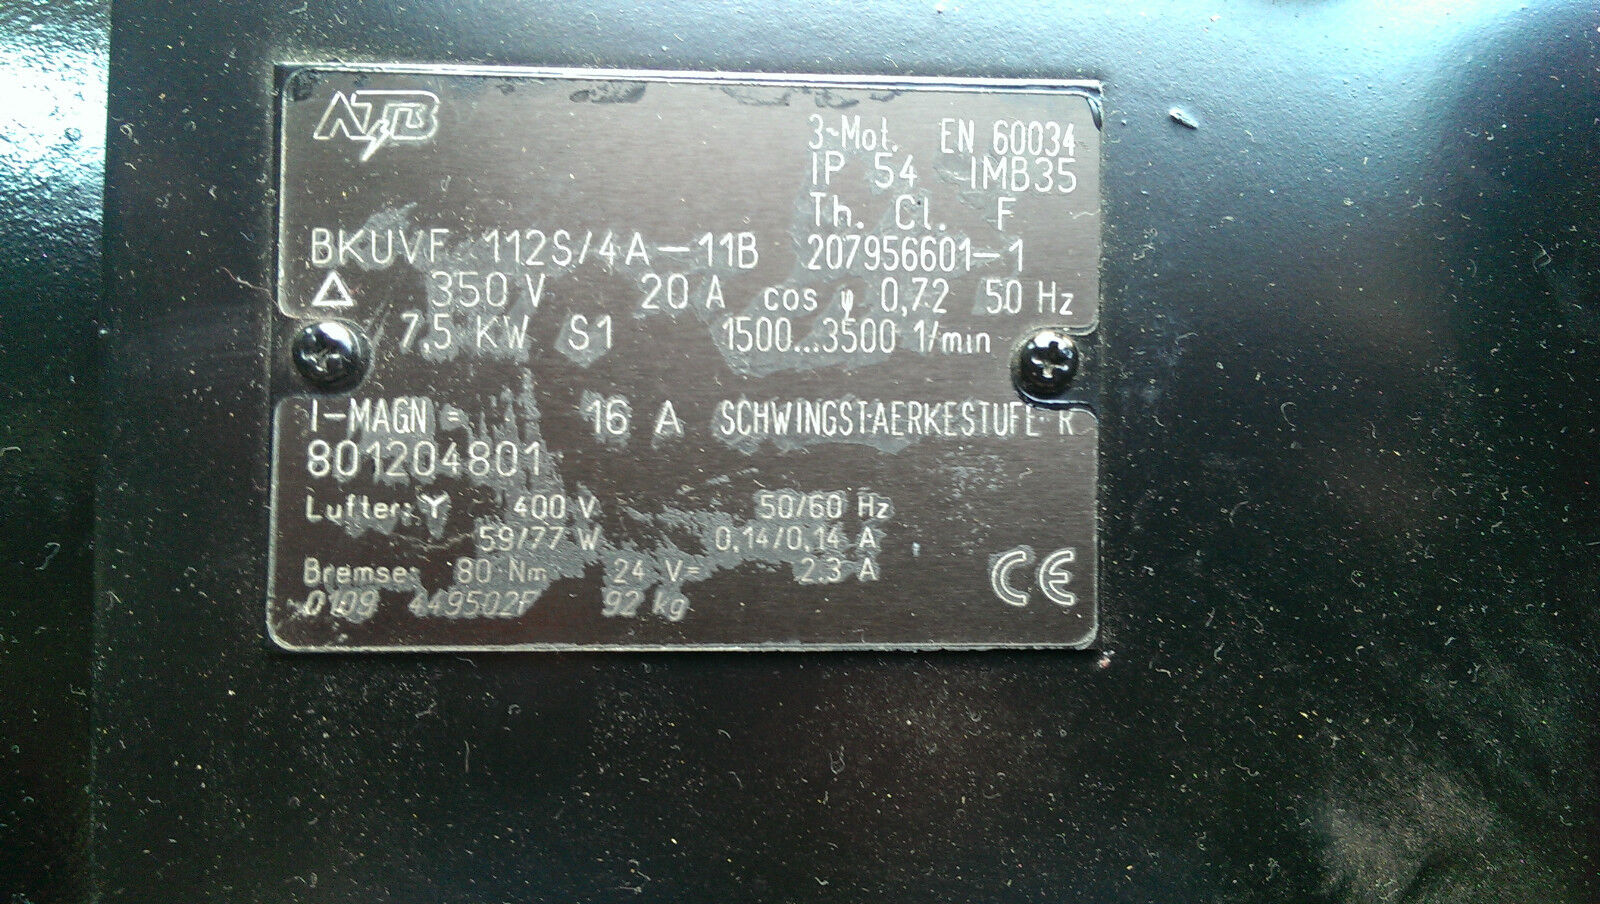 ATB
3~Mot. EN 60034
IP 54 IMB35
Th. Cl. F
BKUVF 112S/4A-11B 207956601-1
△ 350 V 20 A cos φ 0,72 50 Hz
7,5 KW S1 1500...3500 1/min
I-MAGN = 16 A SCHWINGSTAERKESTUFE R
801204801
Lüfter: Y 400 V 50/60 Hz
59/77 W 0,14/0,14 A
Bremse: 80 Nm 24 V= 2.3 A
0109 449502F 92 kg
CE